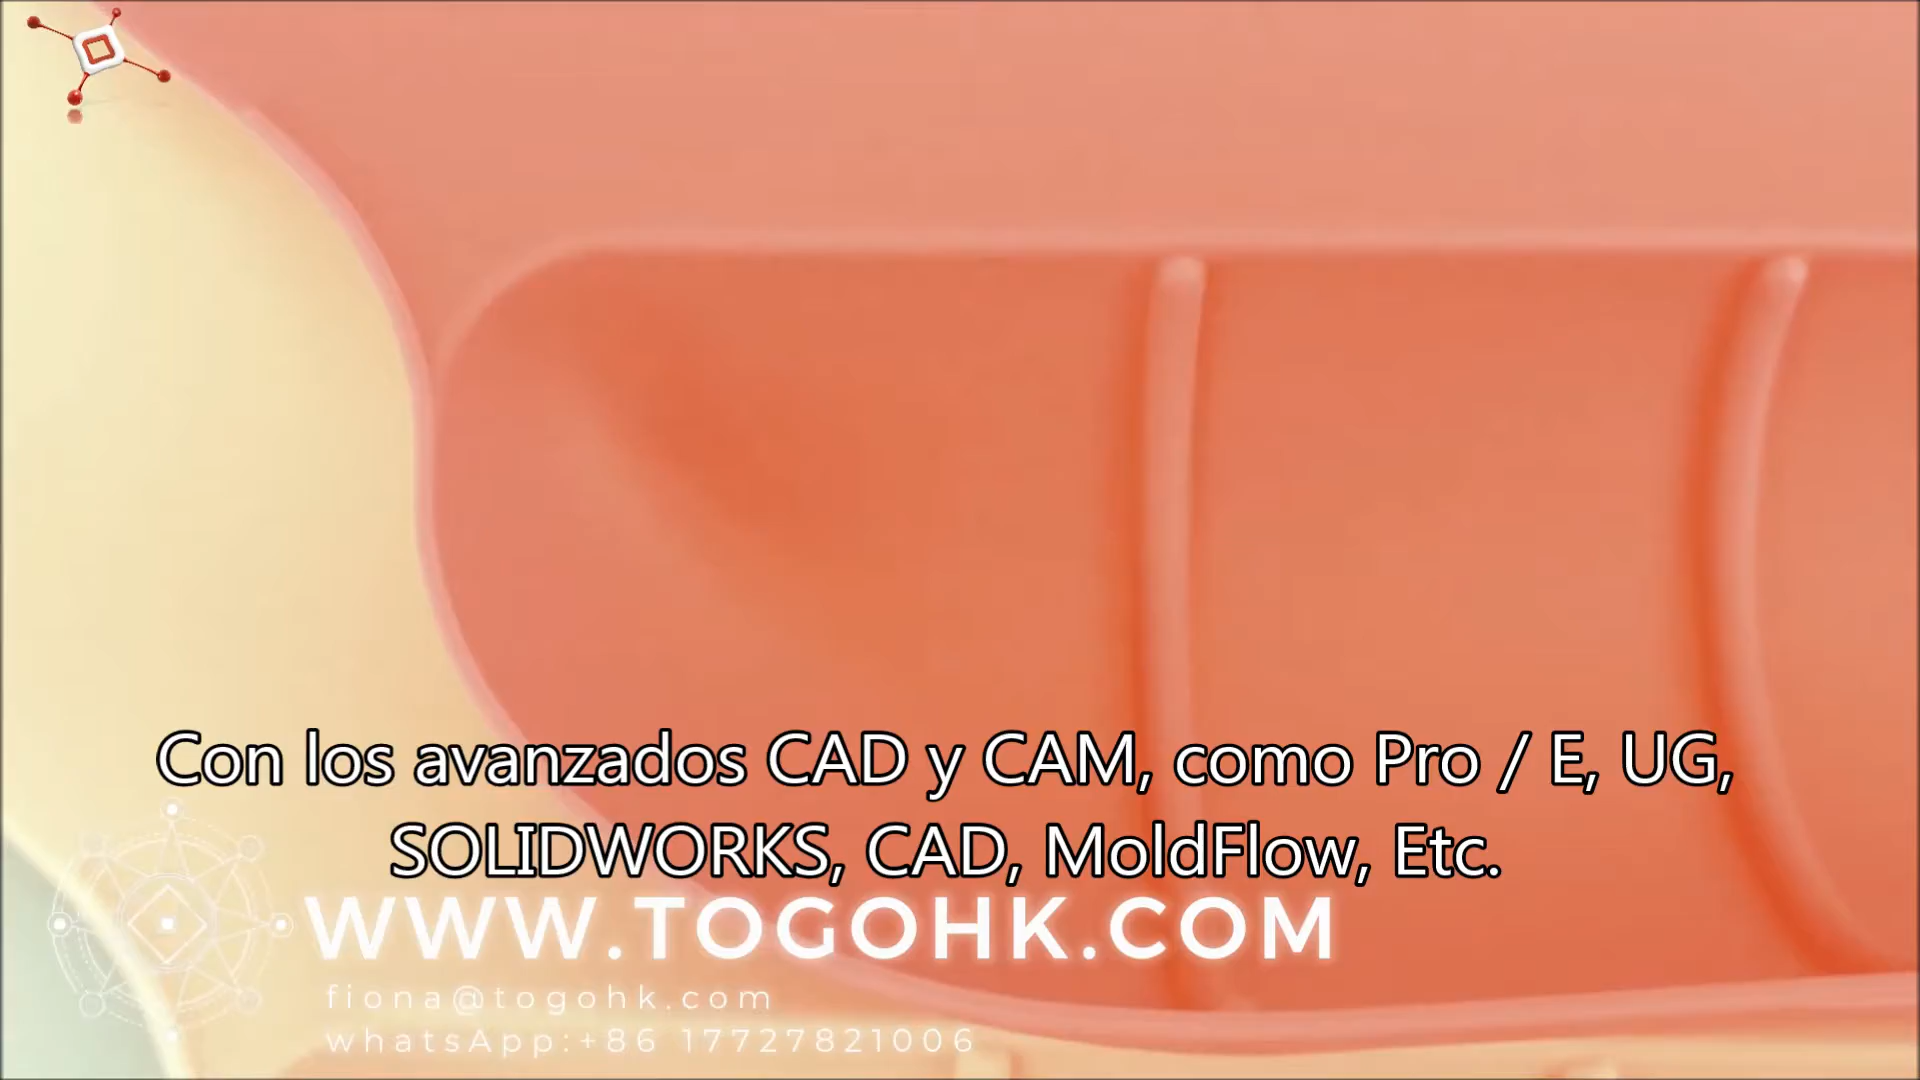 Con los avanzados CAD y CAM, como Pro / E, UG,
SOLIDWORKS, CAD, MoldFlow, Etc.
WWW.TOGOHK.COM
fiona@togohk.com
whatsApp:+86 17727821006